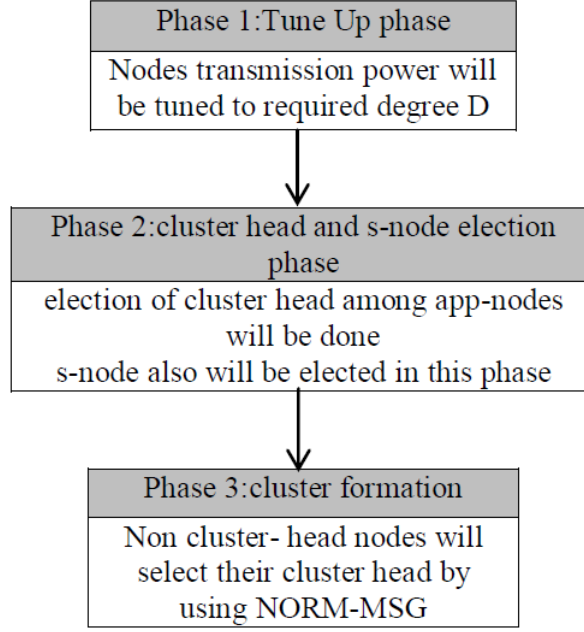 Phase 1:Tune Up phase
Nodes transmission power will
be tuned to required degree D
Phase 2:cluster head and s-node election
phase
election of cluster head among app-nodes
will be done
s-node also will be elected in this phase
Phase 3:cluster formation
Non cluster- head nodes will
select their cluster head by
using NORM-MSG